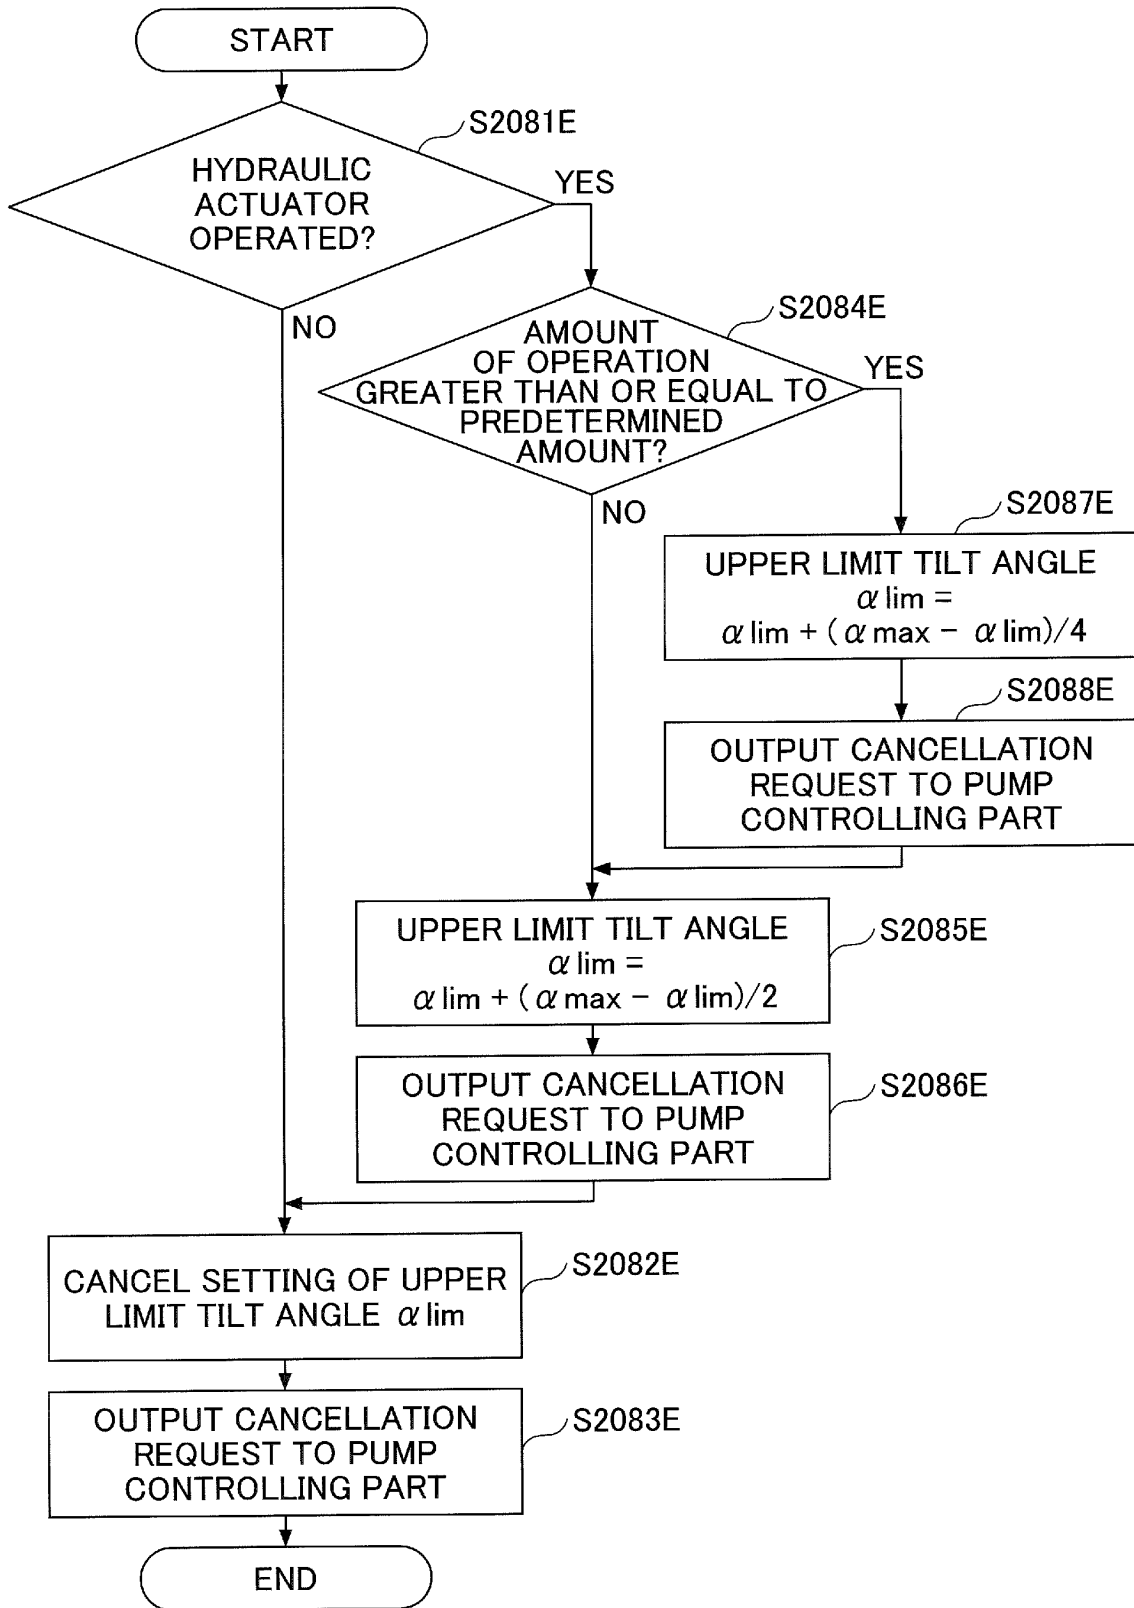 START
S2081E
HYDRAULIC
ACTUATOR
OPERATED?
YES
NO
S2084E
AMOUNT
OF OPERATION
GREATER THAN OR EQUAL TO
PREDETERMINED
AMOUNT?
YES
NO
S2087E
UPPER LIMIT TILT ANGLE
α lim =
α lim + (α max - α lim)/4
S2088E
OUTPUT CANCELLATION
REQUEST TO PUMP
CONTROLLING PART
S2085E
UPPER LIMIT TILT ANGLE
α lim =
α lim + (α max - α lim)/2
S2086E
OUTPUT CANCELLATION
REQUEST TO PUMP
CONTROLLING PART
S2082E
CANCEL SETTING OF UPPER
LIMIT TILT ANGLE α lim
S2083E
OUTPUT CANCELLATION
REQUEST TO PUMP
CONTROLLING PART
END